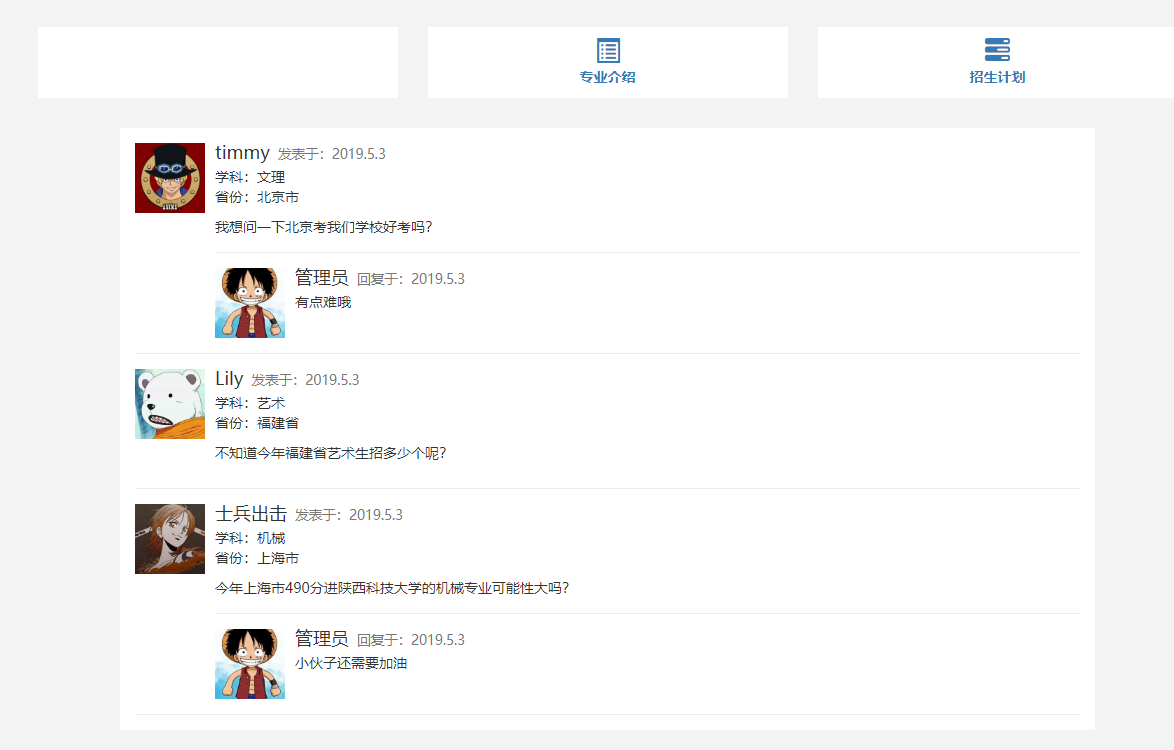 专业介绍
招生计划
timmy 发表于：2019.5.3
学科：文理
省份：北京市
我想问一下北京考我们学校好考吗?
管理员 回复于：2019.5.3
有点难哦
Lily 发表于：2019.5.3
学科：艺术
省份：福建省
不知道今年福建省艺术生招多少个呢?
士兵出击 发表于：2019.5.3
学科：机械
省份：上海市
今年上海市490分进陕西科技大学的机械专业可能性大吗?
管理员 回复于：2019.5.3
小伙子还需要加油